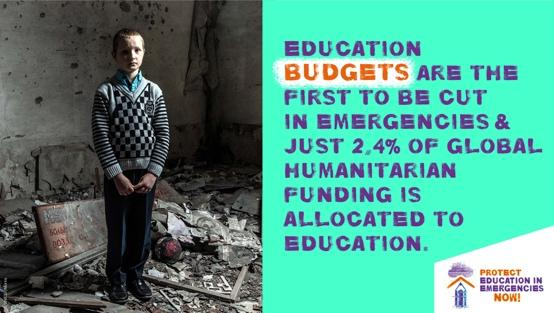 EDUCATION
BUDGETS ARE THE
FIRST TO BE CUT
IN EMERGENCIES &
JUST 2.4% OF GLOBAL
HUMANITARIAN
FUNDING IS
ALLOCATED TO
EDUCATION.
PROTECT
EDUCATION IN
EMERGENCIES
NOW!